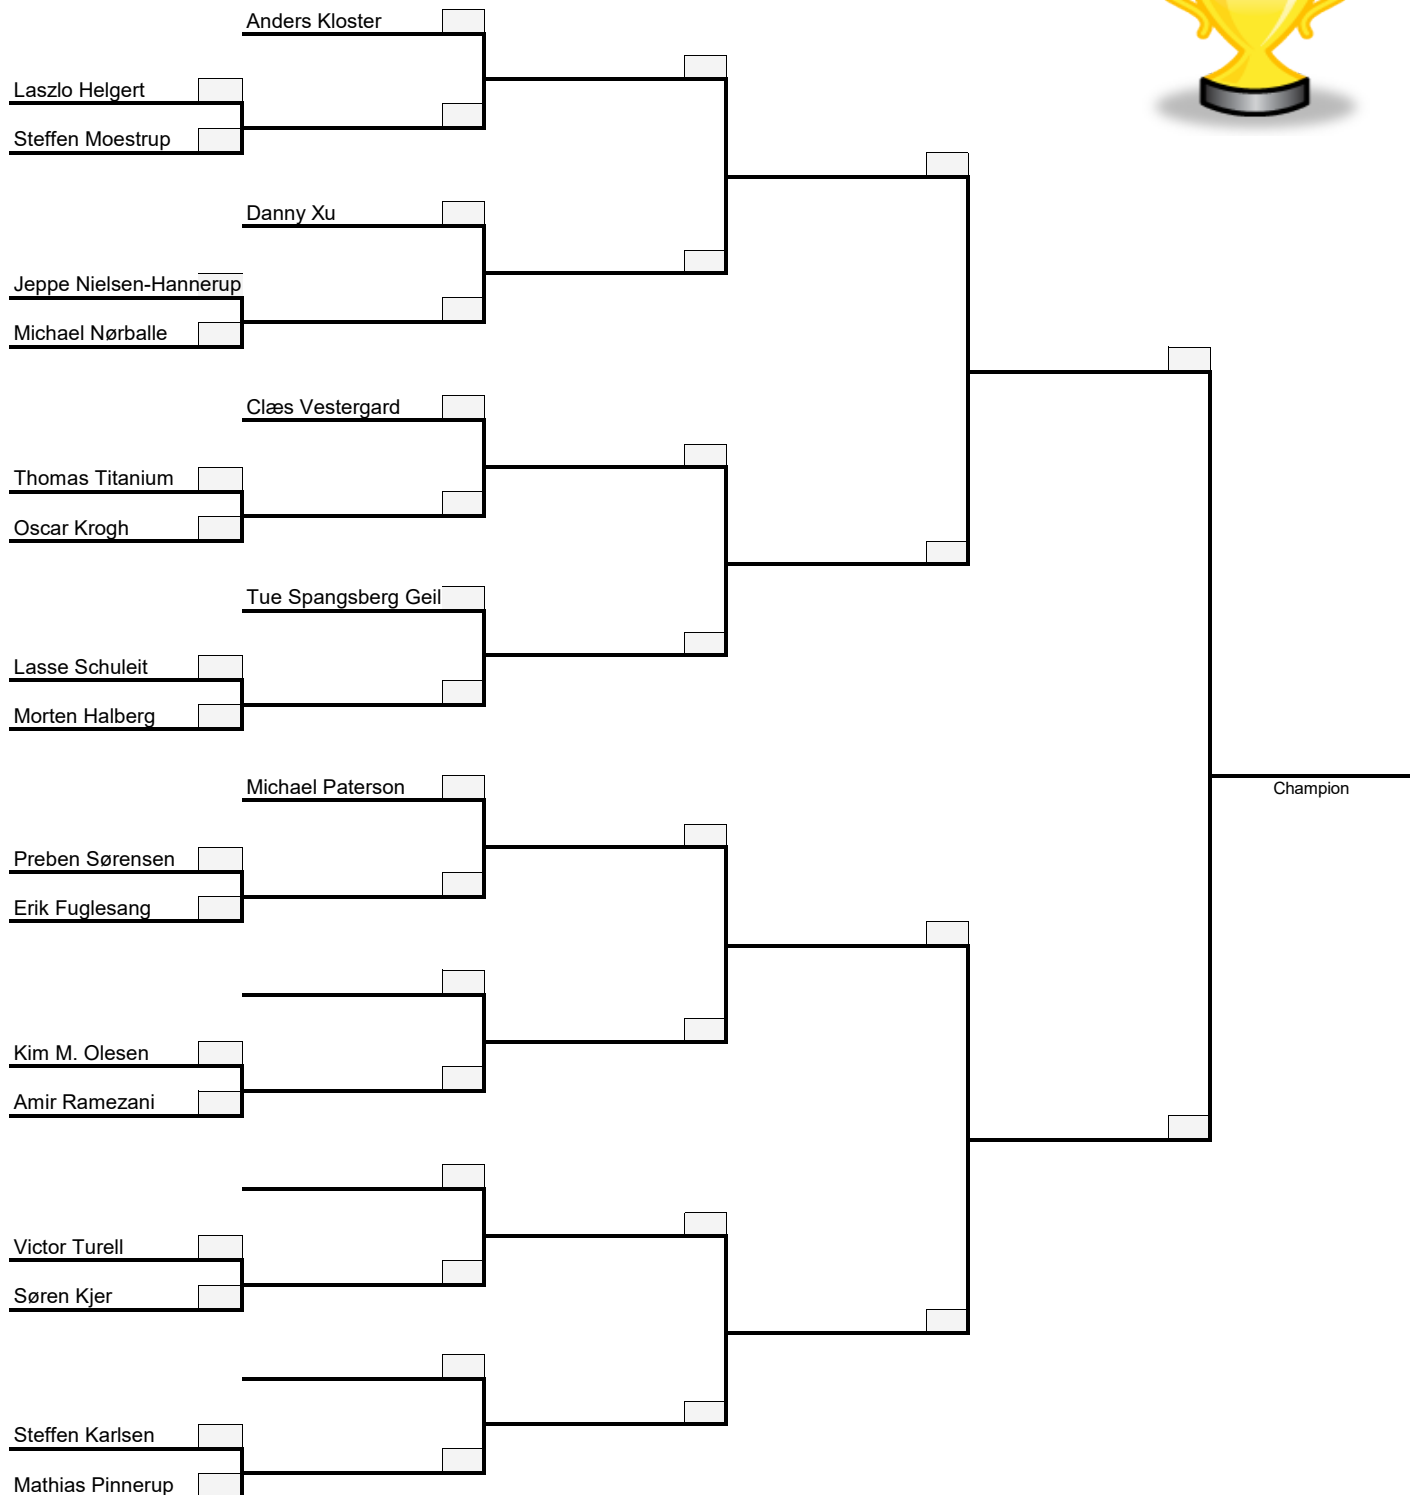 Anders Kloster
Laszlo Helgert
Steffen Moestrup
Danny Xu
Jeppe Nielsen-Hannerup
Michael Nørballe
Clæs Vestergard
Thomas Titanium
Oscar Krogh
Tue Spangsberg Geil
Lasse Schuleit
Morten Halberg
Michael Paterson
Champion
Preben Sørensen
Erik Fuglesang
Kim M. Olesen
Amir Ramezani
Victor Turell
Søren Kjer
Steffen Karlsen
Mathias Pinnerup